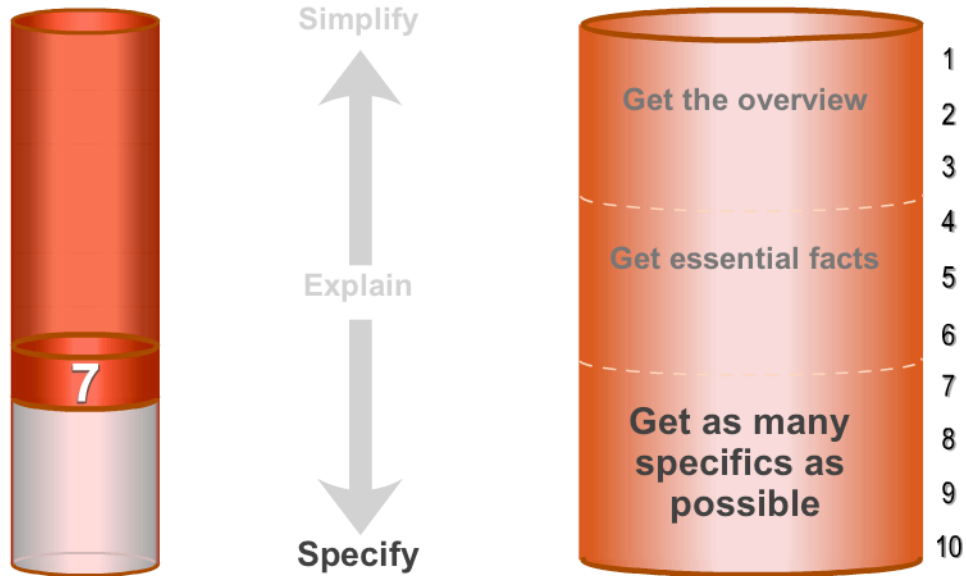 7
Simplify
Explain
Specify
Get the overview
Get essential facts
Get as many
specifics as
possible
1
2
3
4
5
6
7
8
9
10